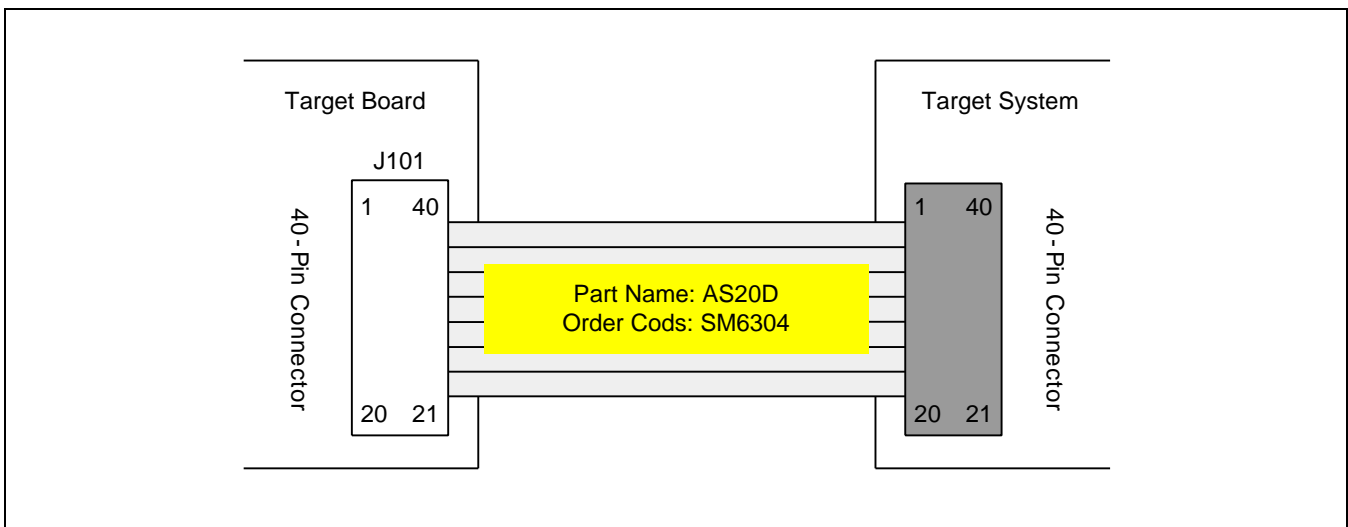 Target Board
Target System
J101
1 40
1 40
40 - Pin Connector
40 - Pin Connector
Part Name: AS20D
Order Cods: SM6304
20 21
20 21